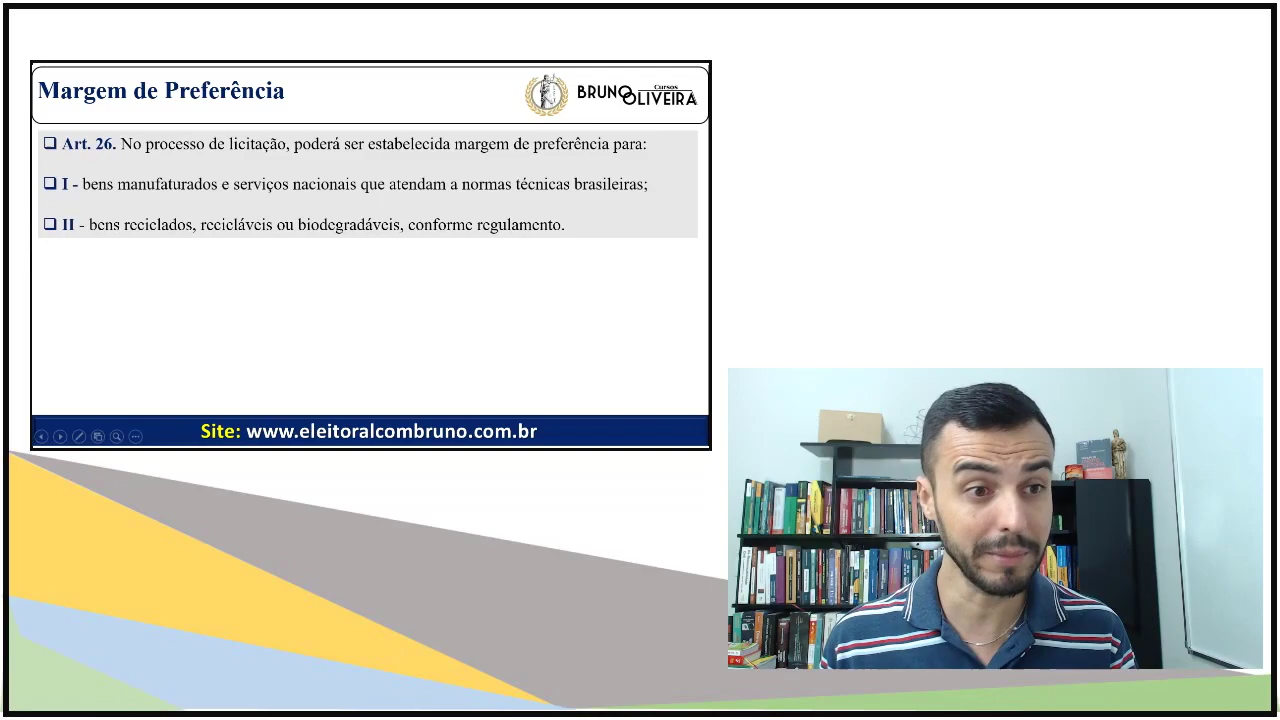 Margem de Preferência
Cursos
BRUNO
OLIVEIRA
Art. 26. No processo de licitação, poderá ser estabelecida margem de preferência para:
I - bens manufaturados e serviços nacionais que atendam a normas técnicas brasileiras;
II - bens reciclados, recicláveis ou biodegradáveis, conforme regulamento.
Site: www.eleitoralcombruno.com.br